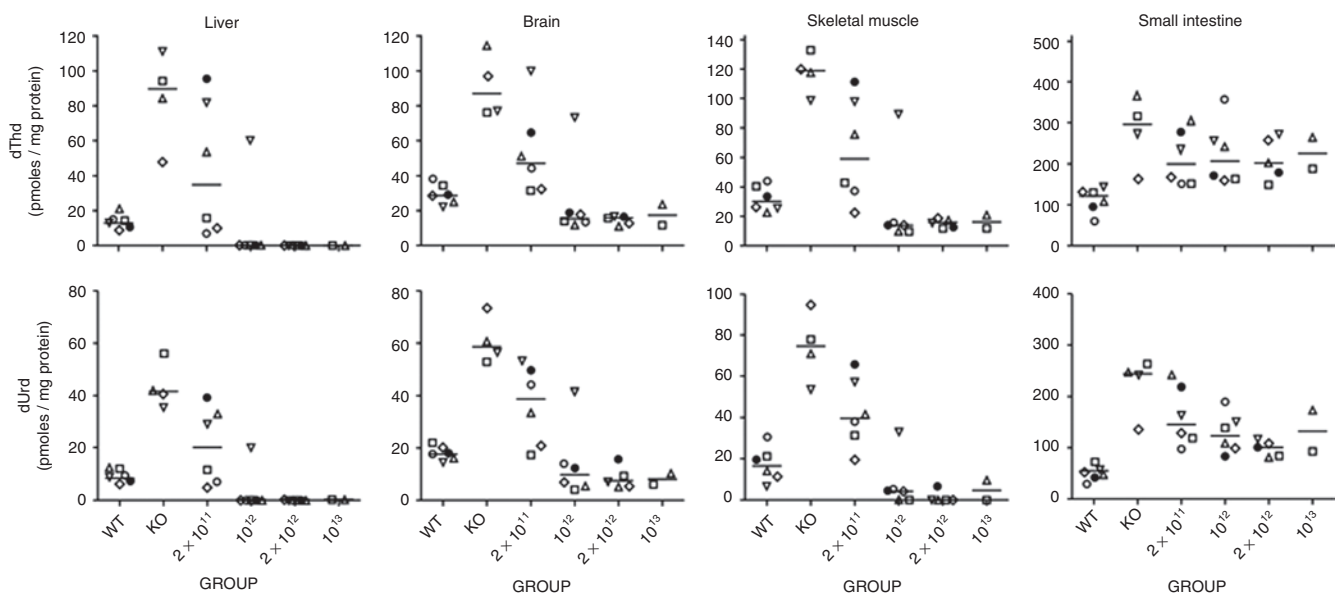 Liver
Brain
Skeletal muscle
Small intestine
dThd
(pmoles / mg protein)
120
100
80
60
40
20
0
120
100
80
60
40
20
0
140
120
100
80
60
40
20
0
500
400
300
200
100
0
dUrd
(pmoles / mg protein)
80
60
40
20
0
80
60
40
20
0
100
80
60
40
20
0
400
300
200
100
0
WT
KO
2 × 10¹¹
10¹²
2 × 10¹²
10¹³
WT
KO
2 × 10¹¹
10¹²
2 × 10¹²
10¹³
WT
KO
2 × 10¹¹
10¹²
2 × 10¹²
10¹³
WT
KO
2 × 10¹¹
10¹²
2 × 10¹²
10¹³
GROUP
GROUP
GROUP
GROUP